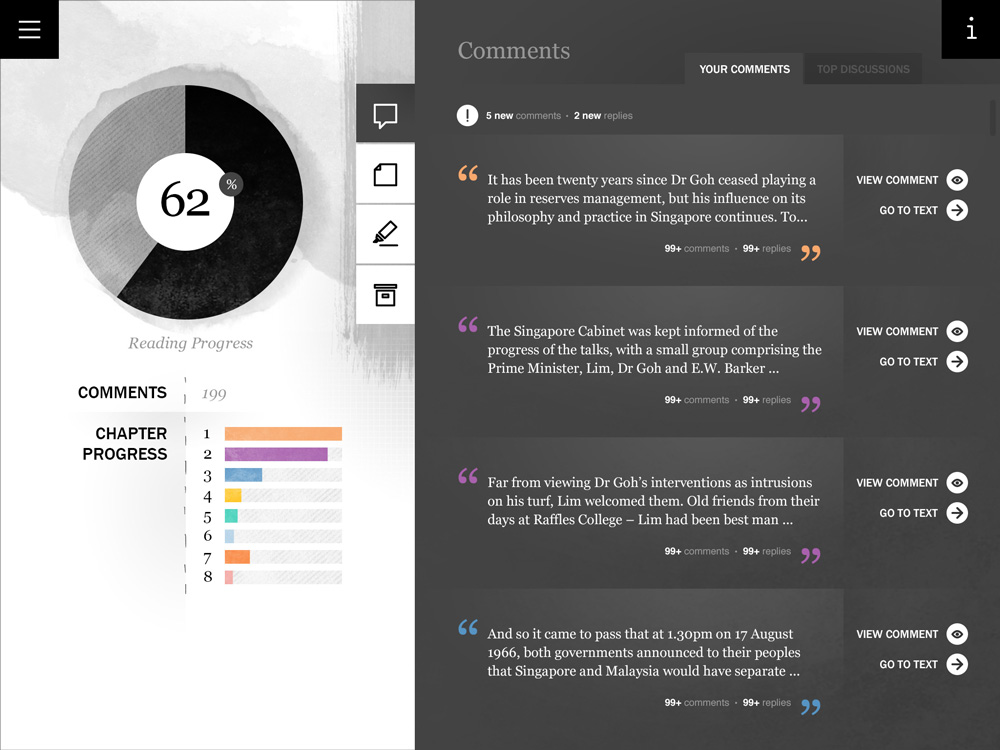 i
Comments
YOUR COMMENTS
TOP DISCUSSIONS
! 5 new comments · 2 new replies
62 %
Reading Progress
COMMENTS 199
CHAPTER
PROGRESS
1
2
3
4
5
6
7
8
“ It has been twenty years since Dr Goh ceased playing a
role in reserves management, but his influence on its
philosophy and practice in Singapore continues. To...
99+ comments · 99+ replies ”
VIEW COMMENT
GO TO TEXT
“ The Singapore Cabinet was kept informed of the
progress of the talks, with a small group comprising the
Prime Minister, Lim, Dr Goh and E.W. Barker ...
99+ comments · 99+ replies ”
VIEW COMMENT
GO TO TEXT
“ Far from viewing Dr Goh’s interventions as intrusions
on his turf, Lim welcomed them. Old friends from their
days at Raffles College – Lim had been best man ...
99+ comments · 99+ replies ”
VIEW COMMENT
GO TO TEXT
“ And so it came to pass that at 1.30pm on 17 August
1966, both governments announced to their peoples
that Singapore and Malaysia would have separate ...
99+ comments · 99+ replies ”
VIEW COMMENT
GO TO TEXT